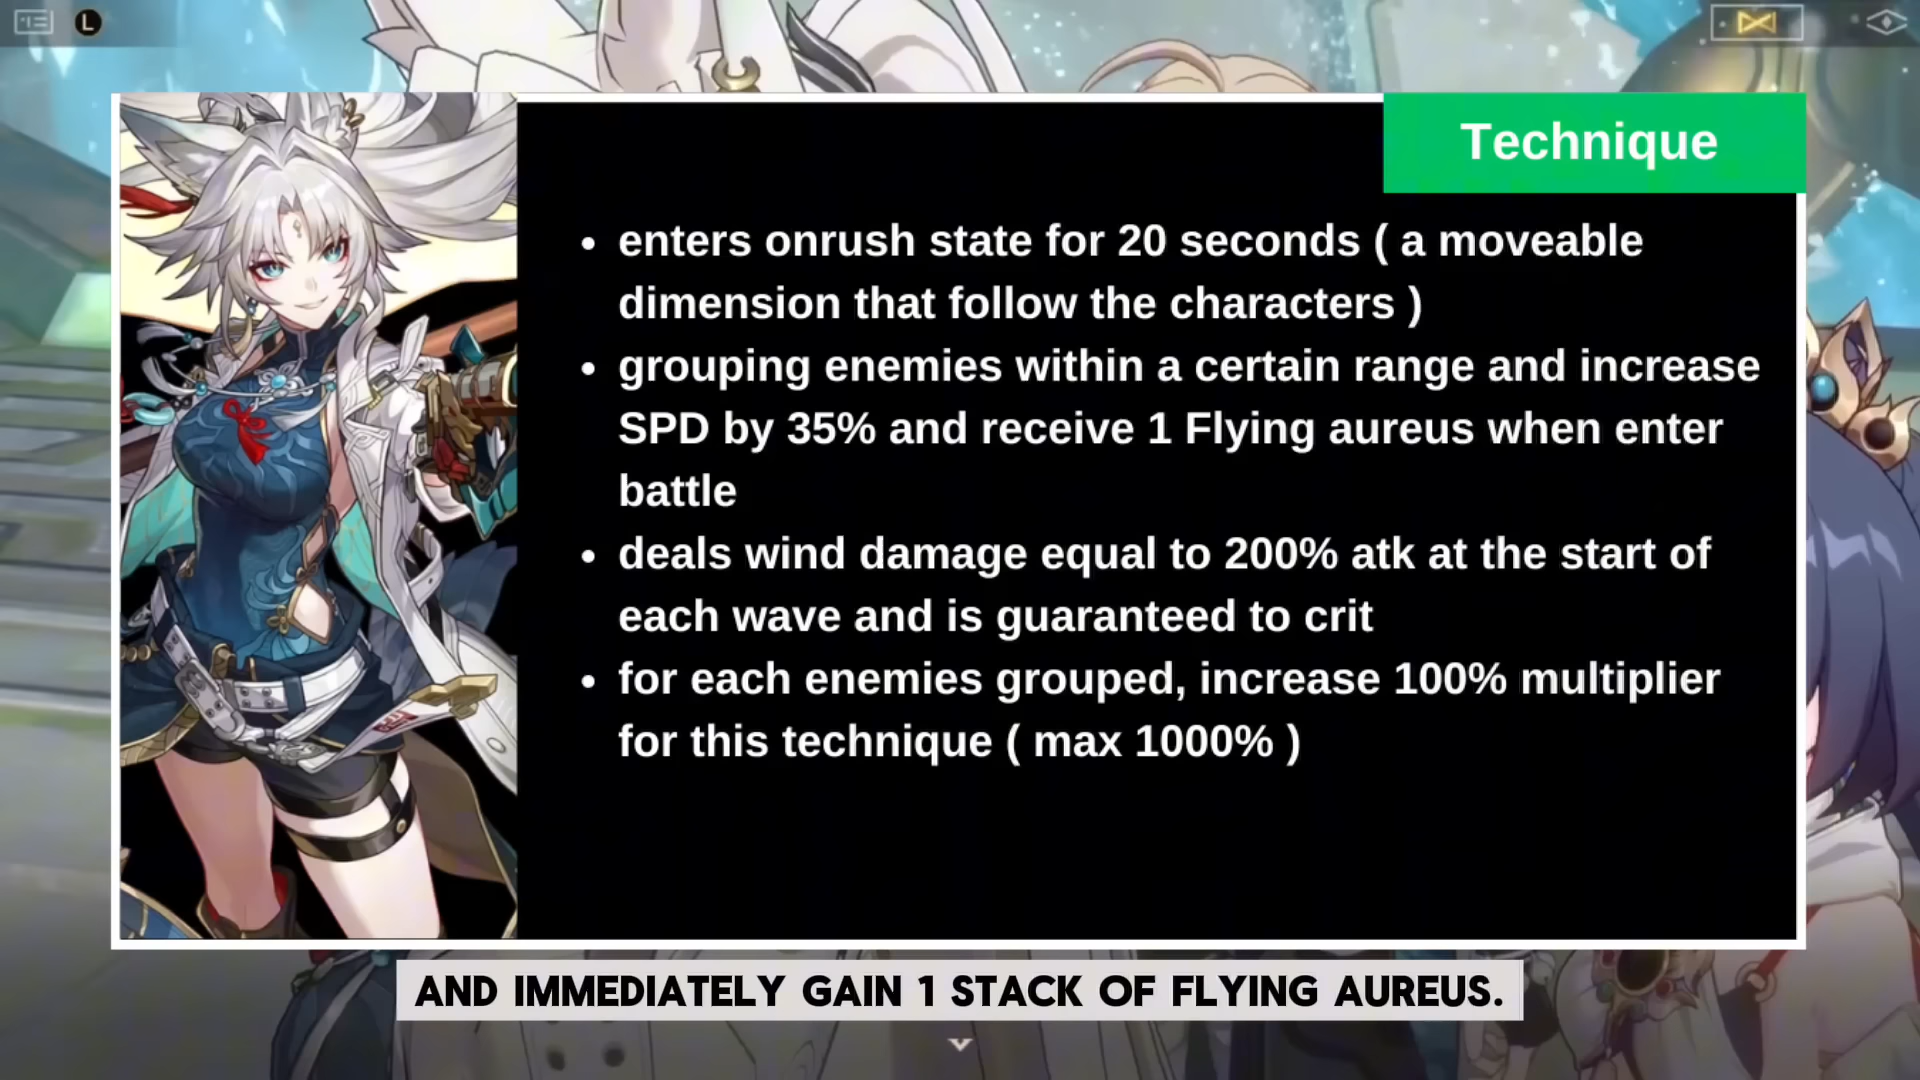 L
Technique
• enters onrush state for 20 seconds ( a moveable
dimension that follow the characters )
• grouping enemies within a certain range and increase
SPD by 35% and receive 1 Flying aureus when enter
battle
• deals wind damage equal to 200% atk at the start of
each wave and is guaranteed to crit
• for each enemies grouped, increase 100% multiplier
for this technique ( max 1000% )
AND IMMEDIATELY GAIN 1 STACK OF FLYING AUREUS.